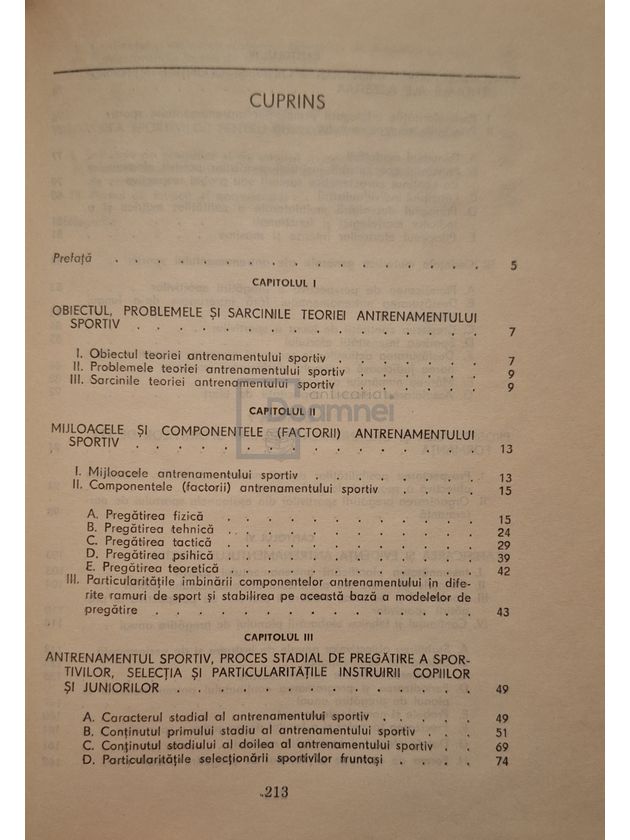 CUPRINS
Prefață . . . . . . . . . . . . . . . . . 5
CAPITOLUL I
OBIECTUL, PROBLEMELE ȘI SARCINILE TEORIEI ANTRENAMENTULUI
SPORTIV . . . . . . . . . . . . . . . . . 7
I. Obiectul teoriei antrenamentului sportiv . . . . . . . 7
II. Problemele teoriei antrenamentului sportiv . . . . . . 9
III. Sarcinile teoriei antrenamentului sportiv . . . . . . 9
anticariat
Doamnei
CAPITOLUL II
MIJLOACELE ȘI COMPONENTELE (FACTORII) ANTRENAMENTULUI
SPORTIV . . . . . . . . . . . . . . . . . 13
I. Mijloacele antrenamentului sportiv . . . . . . . . 13
II. Componentele (factorii) antrenamentului sportiv . . . . 15
A. Pregătirea fizică . . . . . . . . . . . . 15
B. Pregătirea tehnică . . . . . . . . . . . . 24
C. Pregătirea tactică . . . . . . . . . . . . 29
D. Pregătirea psihică . . . . . . . . . . . . 39
E. Pregătirea teoretică . . . . . . . . . . . . 42
III. Particularitățile îmbinării componentelor antrenamentului în dife-
rite ramuri de sport și stabilirea pe această bază a modelelor de
pregătire . . . . . . . . . . . . . . . . 43
CAPITOLUL III
ANTRENAMENTUL SPORTIV, PROCES STADIAL DE PREGĂTIRE A SPOR-
TIVILOR, SELECȚIA ȘI PARTICULARITĂȚILE INSTRUIRII COPIILOR
ȘI JUNIORILOR . . . . . . . . . . . . . . 49
A. Caracterul stadial al antrenamentului sportiv . . . . . 49
B. Conținutul primului stadiu al antrenamentului sportiv . . . 51
C. Conținutul stadiului al doilea al antrenamentului sportiv . . 69
D. Particularitățile selecționării sportivilor fruntași . . . . 74
213